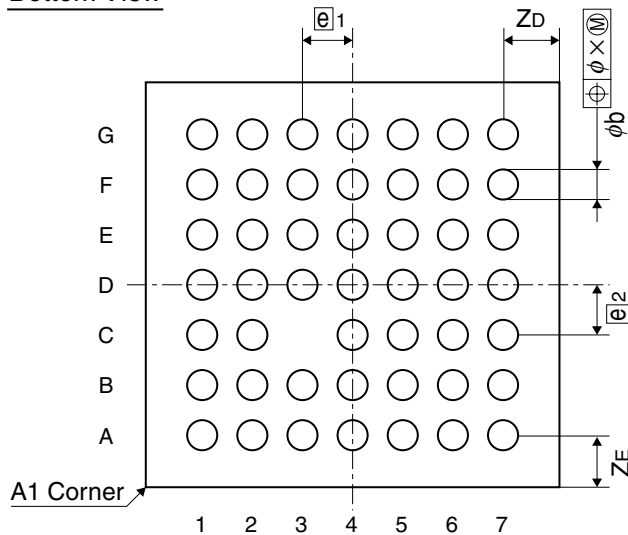 Bottom View
e1
ZD
⌖ ϕ × Ⓜ
ϕb
G
F
E
D
e2
C
B
A
ZE
A1 Corner
1 2 3 4 5 6 7